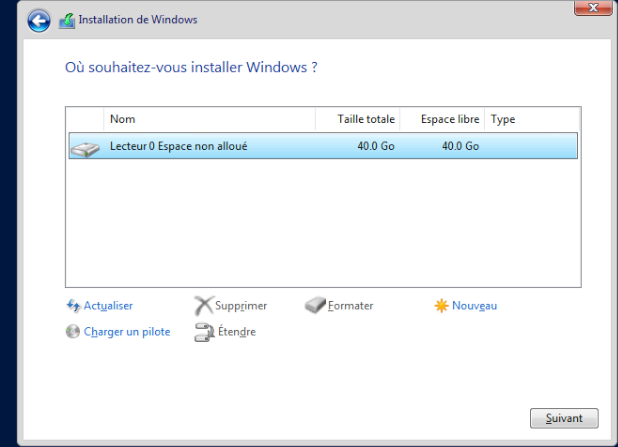 Installation de Windows
Où souhaitez-vous installer Windows ?
Nom Taille totale Espace libre Type
Lecteur 0 Espace non alloué 40.0 Go 40.0 Go
Actualiser Supprimer Formater Nouveau
Charger un pilote Étendre
Suivant